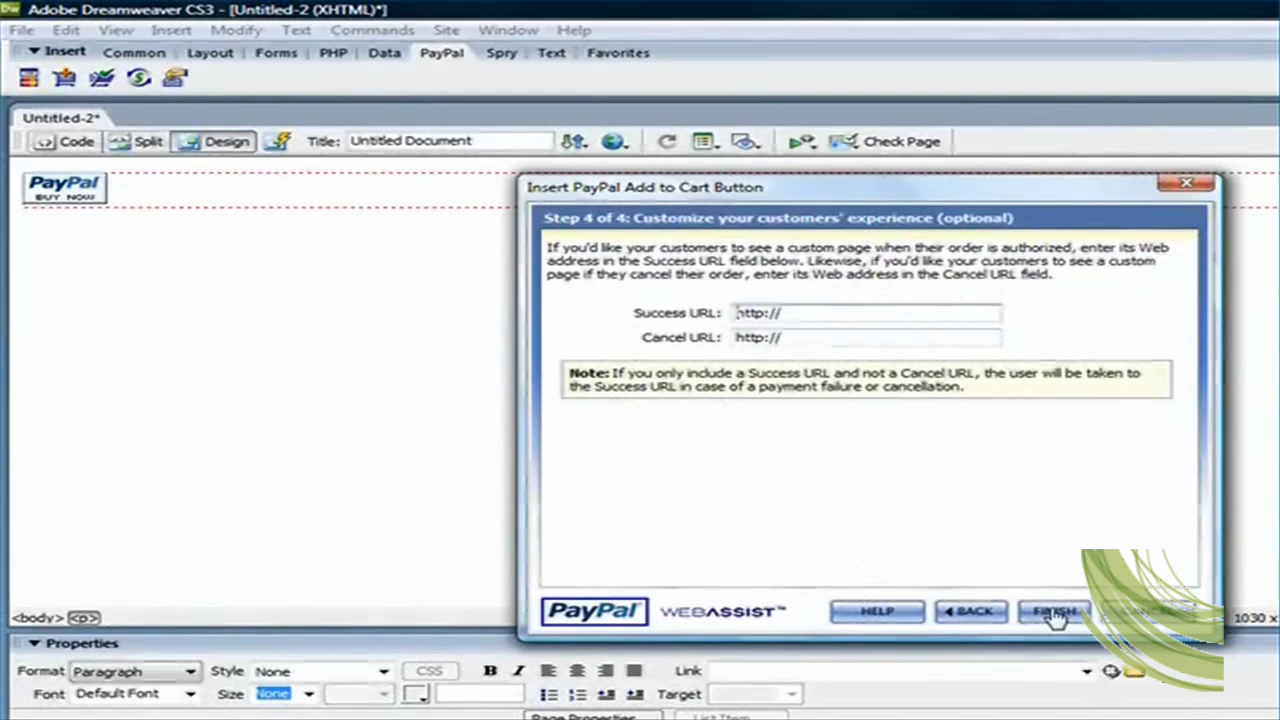 Dw Adobe Dreamweaver CS3 - [Untitled-2 (XHTML)*]
File Edit View Insert Modify Text Commands Site Window Help
Insert Common Layout Forms PHP Data PayPal Spry Text Favorites
Untitled-2*
Code Split Design Title: Untitled Document Check Page
PayPal
BUY NOW
Insert PayPal Add to Cart Button
Step 4 of 4: Customize your customers' experience (optional)
If you'd like your customers to see a custom page when their order is authorized, enter its Web
address in the Success URL field below. Likewise, if you'd like your customers to see a custom
page if they cancel their order, enter its Web address in the Cancel URL field.
Success URL: http://
Cancel URL: http://
Note: If you only include a Success URL and not a Cancel URL, the user will be taken to
the Success URL in case of a payment failure or cancellation.
PayPal WEBASSIST™ HELP BACK FINISH
<body> <p> 1030 x
Properties
Format Paragraph Style None CSS B I Link
Font Default Font Size None Target
Page Properties... List Item...